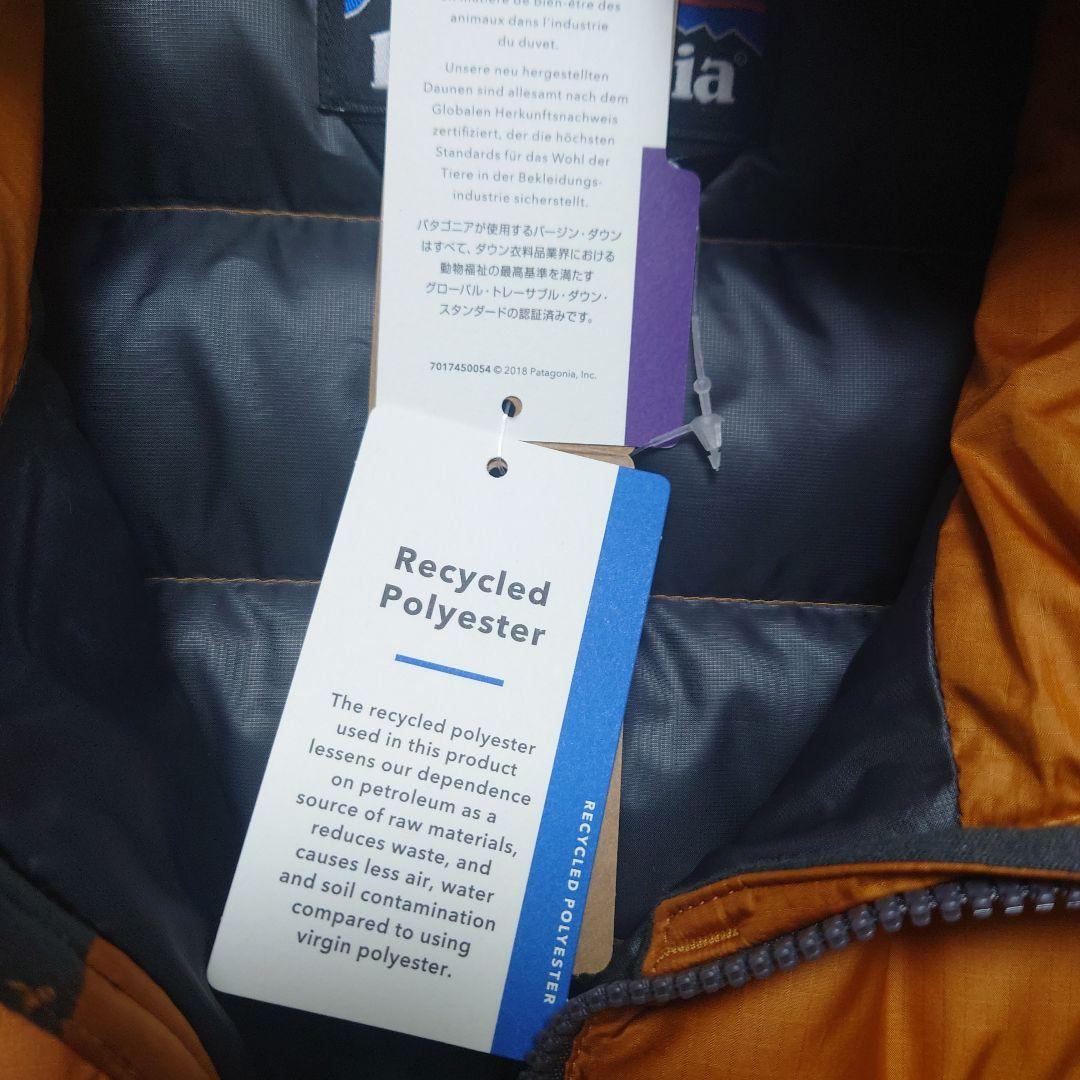 en matière de bien-être des
animaux dans l'industrie
du duvet.
Unsere neu hergestellten
Daunen sind allesamt nach dem
Globalen Herkunftsnachweis
zertifiziert, der die höchsten
Standards für das Wohl der
Tiere in der Bekleidungs-
industrie sicherstellt.
パタゴニアが使用するバージン・ダウン
はすべて、ダウン衣料品業界における
動物福祉の最高基準を満たす
グローバル・トレーサブル・ダウン・
スタンダードの認証済みです。
7017450054 © 2018 Patagonia, Inc.
ia®
Recycled
Polyester
The recycled polyester
used in this product
lessens our dependence
on petroleum as a
source of raw materials,
reduces waste, and
causes less air, water
and soil contamination
compared to using
virgin polyester.
RECYCLED POLYESTER